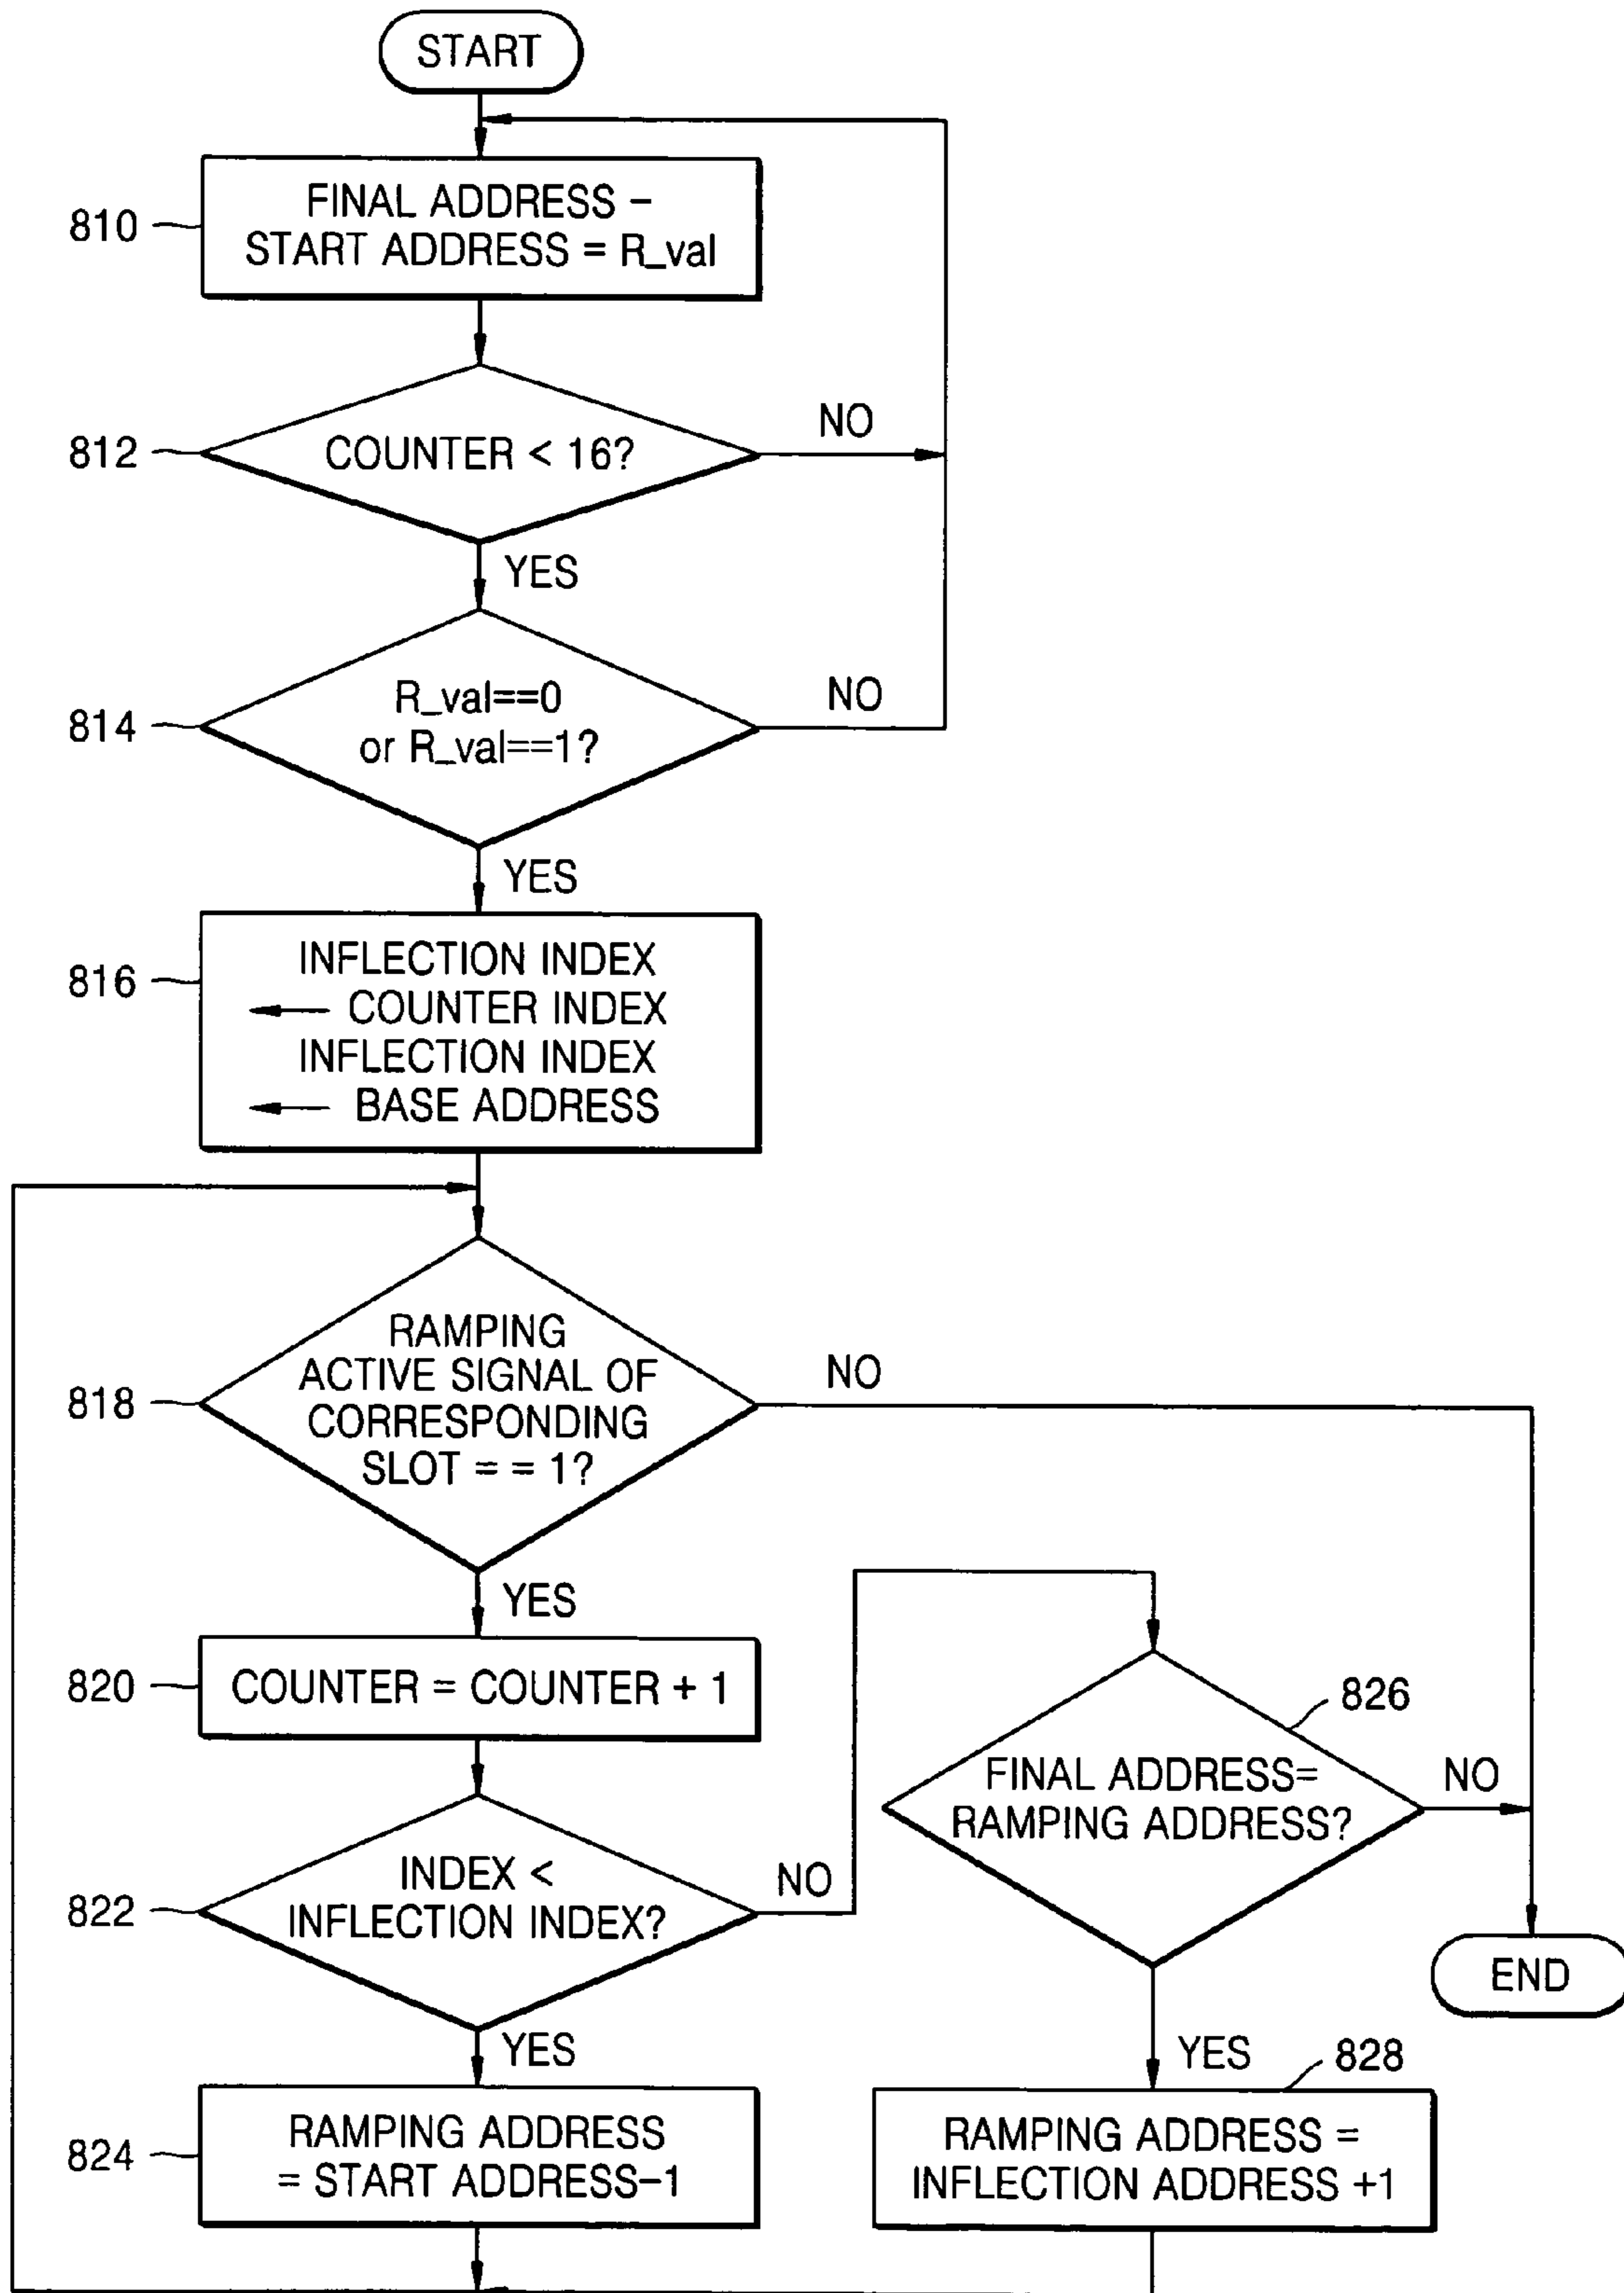 START
810
FINAL ADDRESS –
START ADDRESS = R_val
812
COUNTER < 16?
NO
YES
814
R_val==0
or R_val==1?
NO
YES
816
INFLECTION INDEX
← COUNTER INDEX
INFLECTION INDEX
← BASE ADDRESS
818
RAMPING
ACTIVE SIGNAL OF
CORRESPONDING
SLOT = = 1?
NO
YES
820
COUNTER = COUNTER + 1
822
INDEX <
INFLECTION INDEX?
NO
YES
824
RAMPING ADDRESS
= START ADDRESS–1
826
FINAL ADDRESS=
RAMPING ADDRESS?
NO
YES
END
828
RAMPING ADDRESS =
INFLECTION ADDRESS +1